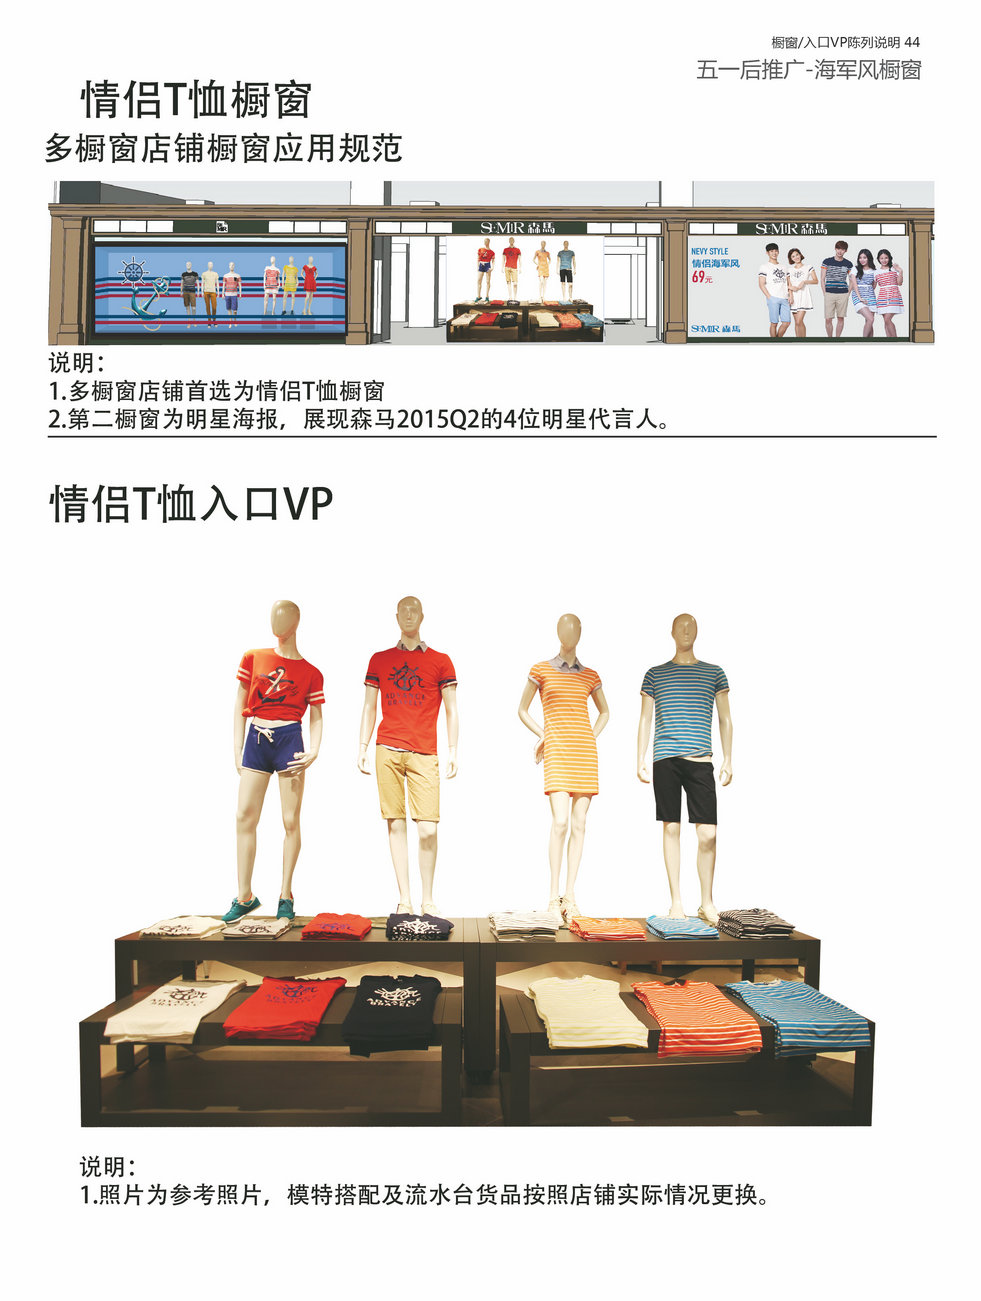 橱窗/入口VP陈列说明 44
五一后推广-海军风橱窗
情侣T恤橱窗
多橱窗店铺橱窗应用规范
SEMIR 森馬
SEMIR 森馬
NEVY STYLE
情侣海军风
69元
SEMIR 森馬
说明：
1.多橱窗店铺首选为情侣T恤橱窗
2.第二橱窗为明星海报，展现森马2015Q2的4位明星代言人。
情侣T恤入口VP
ADVANCE
ADVANCE
ADVANCE
ADVANCE
说明：
1.照片为参考照片，模特搭配及流水台货品按照店铺实际情况更换。